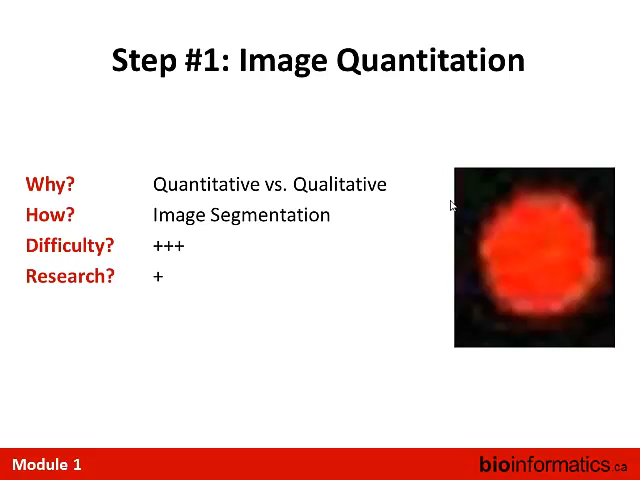 Step #1: Image Quantitation
Why? Quantitative vs. Qualitative
How? Image Segmentation
Difficulty? +++
Research? +
Module 1
bioinformatics.ca